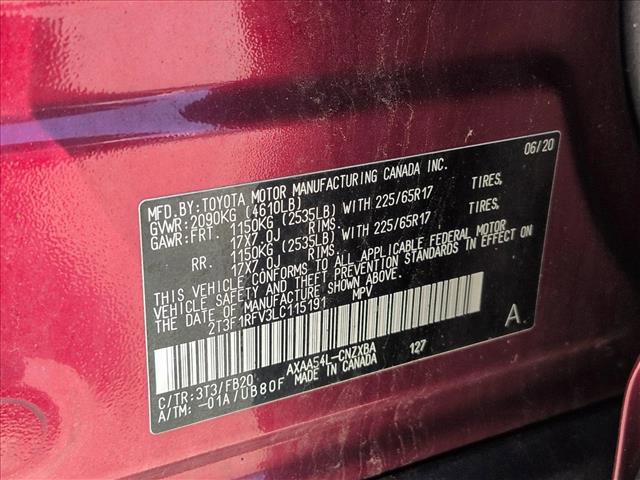 MFD.BY:TOYOTA MOTOR MANUFACTURING CANADA INC. 06/20
GVWR:2090KG (4610LB)
GAWR:FRT. 1150KG (2535LB) WITH 225/65R17 TIRES,
17X7.0J RIMS.
RR. 1150KG (2535LB) WITH 225/65R17 TIRES,
17X7.0J RIMS.
THIS VEHICLE CONFORMS TO ALL APPLICABLE FEDERAL MOTOR
VEHICLE SAFETY AND THEFT PREVENTION STANDARDS IN EFFECT ON
THE DATE OF MANUFACTURE SHOWN ABOVE.
2T3F1RFV3LC115191 MPV
A
C/TR:3T3/FB20 AXAA54L-CNZXBA 127
A/TM: -01A/UB80F MADE IN CANADA